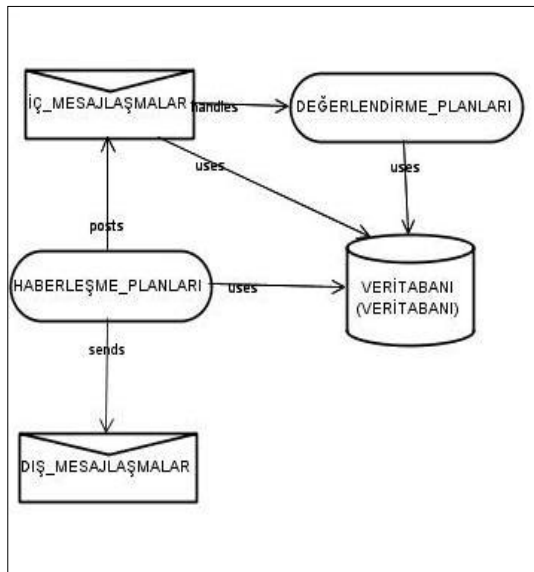 İÇ_MESAJLAŞMALAR
handles
DEĞERLENDİRME_PLANLARI
uses
uses
posts
HABERLEŞME_PLANLARI
uses
VERİTABANI
(VERİTABANI)
sends
DIŞ_MESAJLAŞMALAR